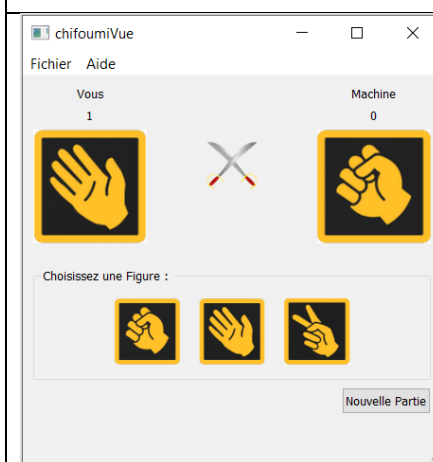 chifoumiVue
Fichier Aide
Vous Machine
1 0
Choisissez une Figure :
Nouvelle Partie